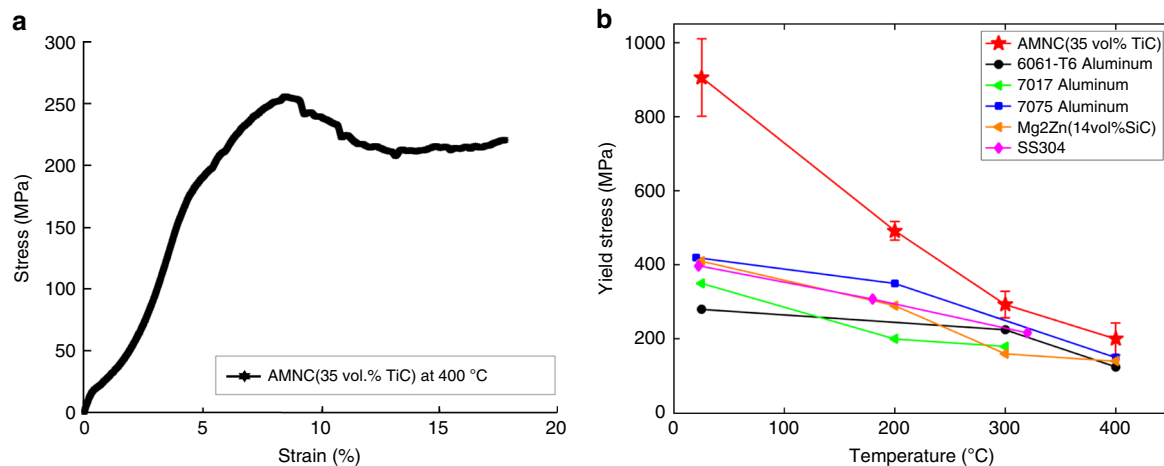 a
300
250
200
150
100
50
0
Stress (MPa)
AMNC(35 vol.% TiC) at 400 °C
0 5 10 15 20
Strain (%)
b
1000
800
600
400
200
0
Yield stress (MPa)
AMNC(35 vol% TiC)
6061-T6 Aluminum
7017 Aluminum
7075 Aluminum
Mg2Zn(14vol%SiC)
SS304
0 100 200 300 400
Temperature (°C)